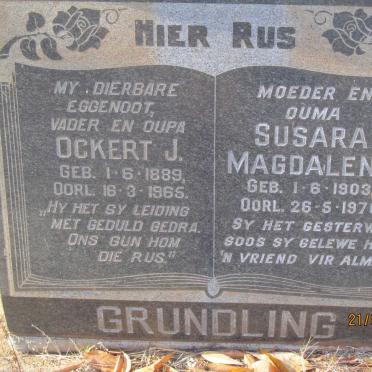 HIER RUS
MY DIERBARE
EGGENOOT,
VADER EN OUPA
OCKERT J.
GEB. 1-6-1889,
OORL. 16-3-1965.
„HY HET SY LEIDING
MET GEDULD GEDRA.
ONS GUN HOM
DIE RUS."
MOEDER EN
OUMA
SUSARA
MAGDALEN
GEB. 1-6-1903
OORL. 26-5-197
SY HET GESTERW
SOOS SY GELEWE H
'N VRIEND VIR ALM
GRUNDLING
21/